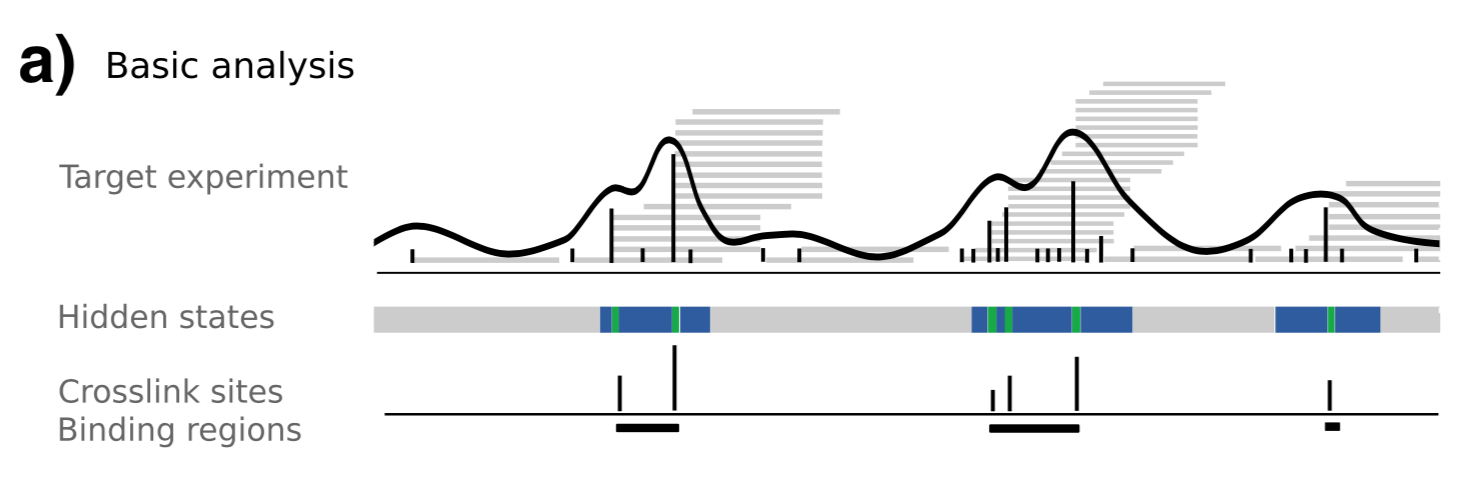 a) Basic analysis
Target experiment
Hidden states
Crosslink sites
Binding regions